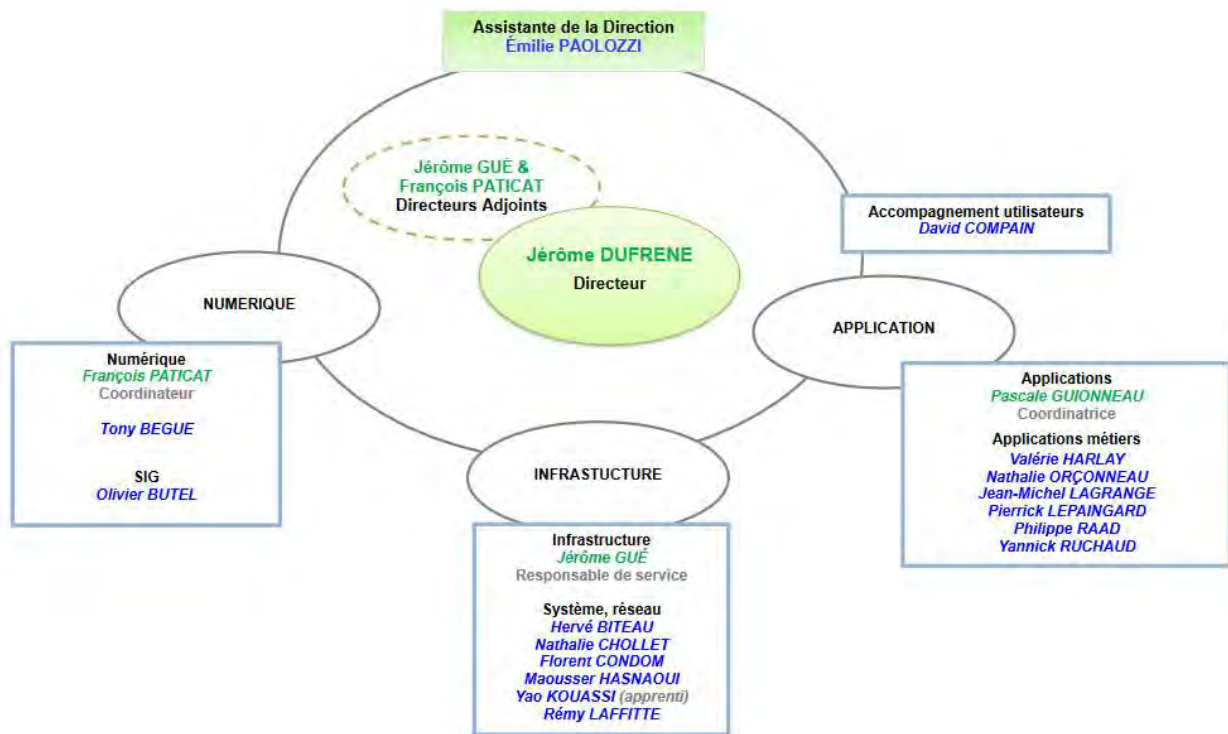 Assistante de la Direction
Émilie PAOLOZZI
Jérôme GUÉ &
François PATICAT
Directeurs Adjoints
Jérôme DUFRENE
Directeur
Accompagnement utilisateurs
David COMPAIN
NUMERIQUE
Numérique
François PATICAT
Coordinateur
Tony BEGUE
SIG
Olivier BUTEL
INFRASTUCTURE
Infrastructure
Jérôme GUÉ
Responsable de service
Système, réseau
Hervé BITEAU
Nathalie CHOLLET
Florent CONDOM
Maousser HASNAOUI
Yao KOUASSI (apprenti)
Rémy LAFFITTE
APPLICATION
Applications
Pascale GUIONNEAU
Coordinatrice
Applications métiers
Valérie HARLAY
Nathalie ORÇONNEAU
Jean-Michel LAGRANGE
Pierrick LEPAINGARD
Philippe RAAD
Yannick RUCHAUD